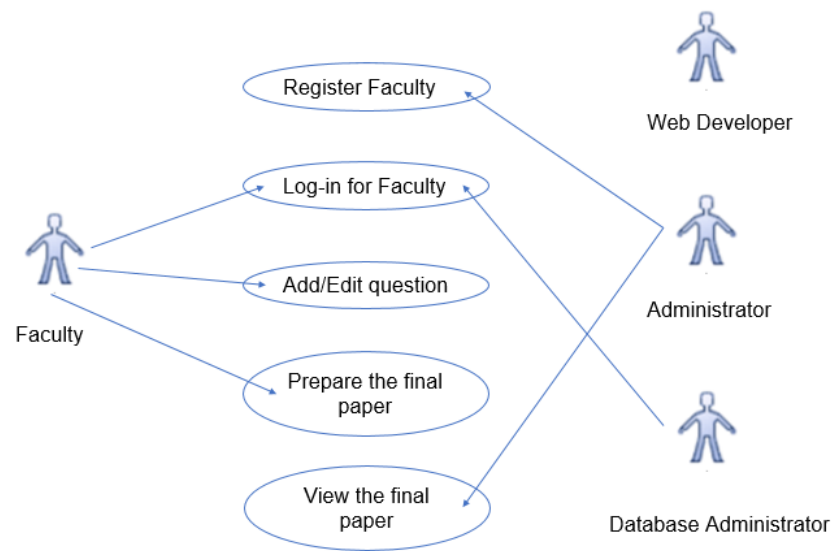 Register Faculty
Web Developer
Log-in for Faculty
Add/Edit question
Administrator
Faculty
Prepare the final
paper
View the final
paper
Database Administrator